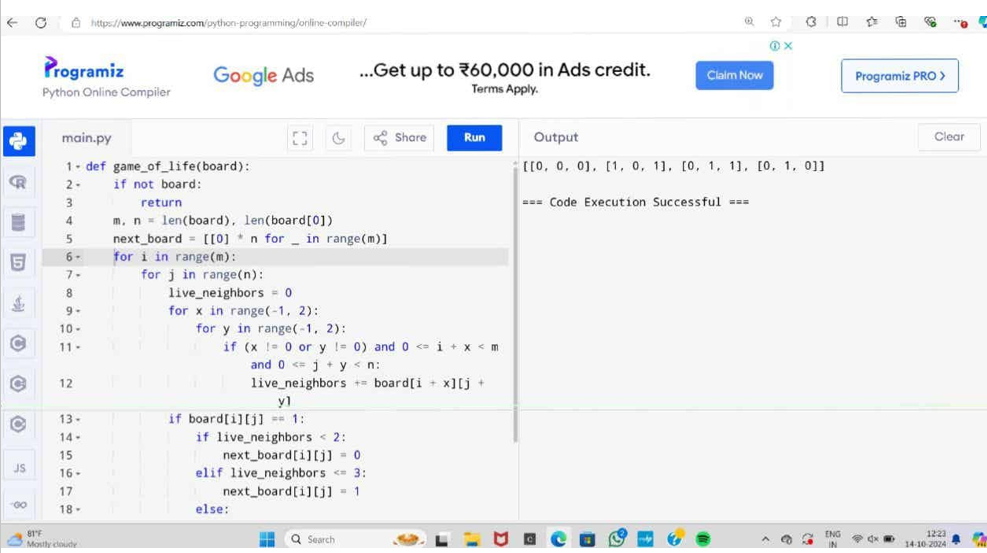 https://www.programiz.com/python-programming/online-compiler/
Programiz
Python Online Compiler
Google Ads
...Get up to ₹60,000 in Ads credit.
Terms Apply.
Claim Now
Programiz PRO >
main.py
Share
Run
Output
Clear
1 def game_of_life(board):
2 if not board:
3 return
4 m, n = len(board), len(board[0])
5 next_board = [[0] * n for _ in range(m)]
6 for i in range(m):
7 for j in range(n):
8 live_neighbors = 0
9 for x in range(-1, 2):
10 for y in range(-1, 2):
11 if (x != 0 or y != 0) and 0 <= i + x < m
and 0 <= j + y < n:
12 live_neighbors += board[i + x][j +
y]
13 if board[i][j] == 1:
14 if live_neighbors < 2:
15 next_board[i][j] = 0
16 elif live_neighbors <= 3:
17 next_board[i][j] = 1
18 else:
[[0, 0, 0], [1, 0, 1], [0, 1, 1], [0, 1, 0]]
=== Code Execution Successful ===
JS
GO
81°F
Mostly cloudy
Search
ENG
IN
12:23
14-10-2024